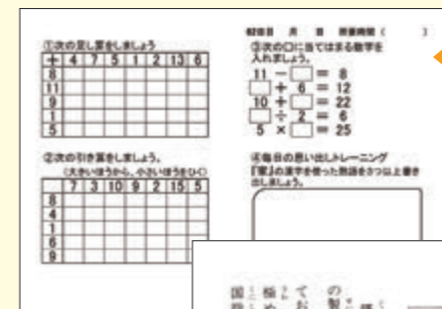 月 日 所要時間（ ）
①次の足し算をしましょう
＋ 4 7 5 1 2 13 6
8
11
9
1
5
②次の引き算をしましょう。
（大きいほうから、小さいほうをひく）
7 3 10 9 2 15 5
8
4
1
6
9
③次の□に当てはまる数字を
入れましょう。
11 － □ ＝ 8
□ ＋ 6 ＝ 12
10 ＋ □ ＝ 22
□ ÷ 2 ＝ 6
5 × □ ＝ 25
④毎日の思い出しトレーニング
の漢字を使った熟語を3つ以上書き
出しましょう。